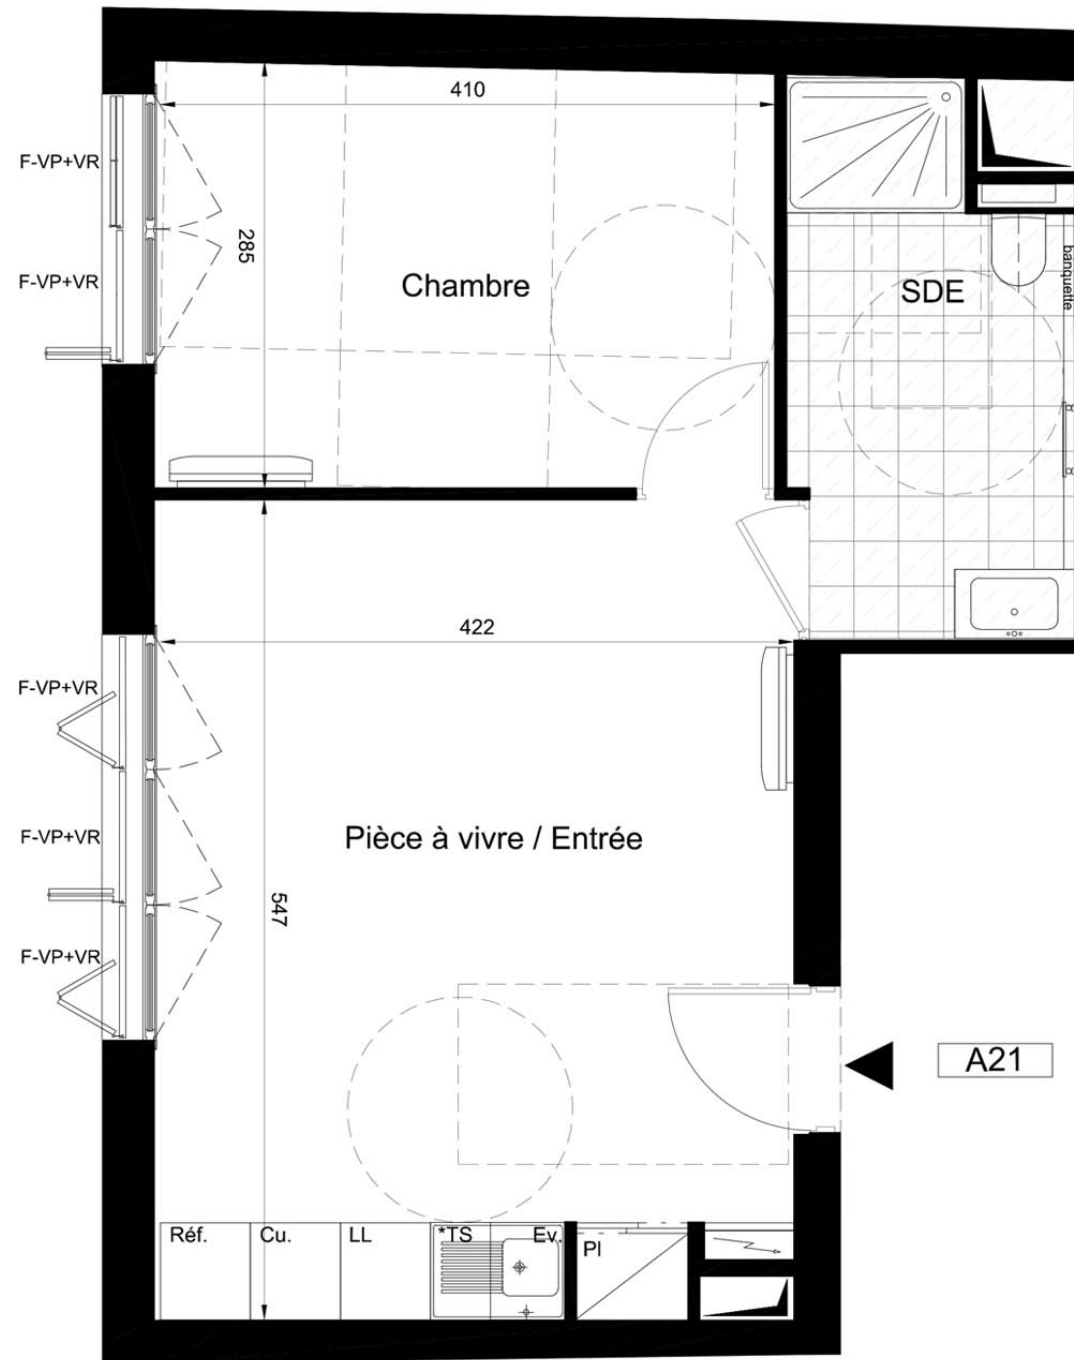 410
F-VP+VR
285
banquette
F-VP+VR
Chambre
SDE
422
F-VP+VR
F-VP+VR
Pièce à vivre / Entrée
547
F-VP+VR
A21
Réf.
Cu.
LL
*TS
Ev.
Pl